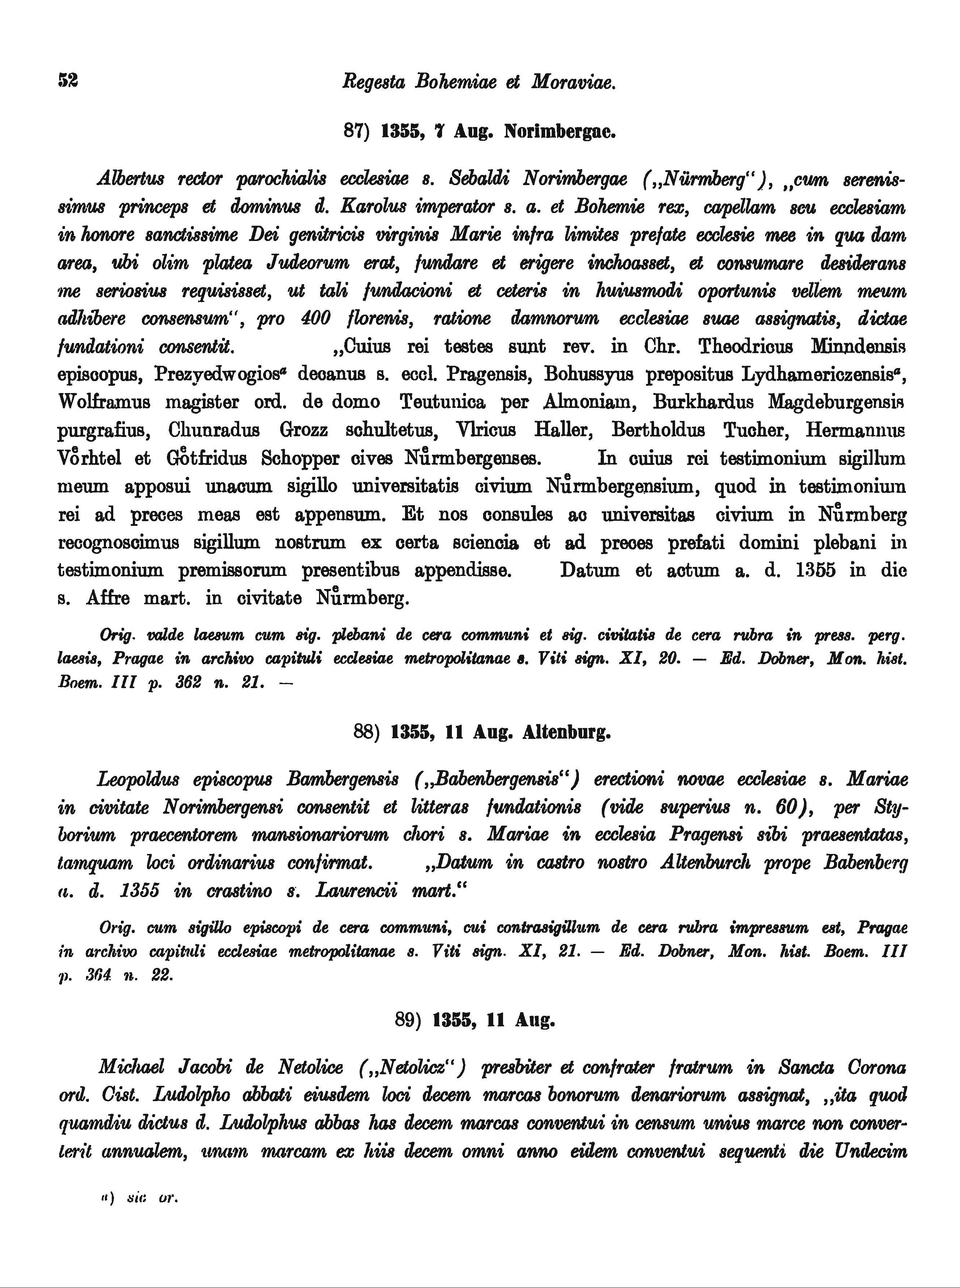 52 Regesta Bohemiae et Moraviae.
87) 1355, 7 Aug. Norimbergae.
Albertus rector parochialis ecclesiae s. Sebaldi Norimbergae („Nürmberg“), „cum serenis-
simus princeps et dominus d. Karolus imperator s. a. et Bohemie rex, capellam seu ecclesiam
in honore sanctissime Dei genitricis virginis Marie infra limites prefate ecclesie mee in qua dam
area, ubi olim platea Judeorum erat, fundare et erigere inchoasset, et consumare desiderans
me seriosius requisisset, ut tali fundacioni et ceteris in huiusmodi oportunis vellem meum
adhibere consensum“, pro 400 florenis, ratione damnorum ecclesiae suae assignatis, dictae
fundationi consentit. „Cuius rei testes sunt rev. in Chr. Theodricus Minndensis
episcopus, Prezyedwogiosᵃ decanus s. eccl. Pragensis, Bohussyus prepositus Lydhamericzensisᵃ,
Wolframus magister ord. de domo Teutunica per Almoniam, Burkhardus Magdeburgensis
purgrafius, Chunradus Grozz schultetus, Vlricus Haller, Bertholdus Tucher, Hermannus
Voͤrhtel et Goͤtfridus Schopper cives Nuͤrmbergenses. In cuius rei testimonium sigillum
meum apposui unacum sigillo universitatis civium Nuͤrmbergensium, quod in testimonium
rei ad preces meas est appensum. Et nos consules ac universitas civium in Nuͤrmberg
recognoscimus sigillum nostrum ex certa sciencia et ad preces prefati domini plebani in
testimonium premissorum presentibus appendisse. Datum et actum a. d. 1355 in die
s. Affre mart. in civitate Nuͤrmberg.
Orig. valde laesum cum sig. plebani de cera communi et sig. civitatis de cera rubra in press. perg.
laesis, Pragae in archivo capituli ecclesiae metropolitanae s. Viti sign. XI, 20. — Ed. Dobner, Mon. hist.
Boem. III p. 362 n. 21. —
88) 1355, 11 Aug. Altenburg.
Leopoldus episcopus Bambergensis („Babenbergensis“) erectioni novae ecclesiae s. Mariae
in civitate Norimbergensi consentit et litteras fundationis (vide superius n. 60), per Sty-
borium praecentorem mansionariorum chori s. Mariae in ecclesia Pragensi sibi praesentatas,
tamquam loci ordinarius confirmat. „Datum in castro nostro Altenburch prope Babenberg
a. d. 1355 in crastino s. Laurencii mart.“
Orig. cum sigillo episcopi de cera communi, cui contrasigillum de cera rubra impressum est, Pragae
in archivo capituli ecclesiae metropolitanae s. Viti sign. XI, 21. — Ed. Dobner, Mon. hist. Boem. III
p. 364 n. 22.
89) 1355, 11 Aug.
Michael Jacobi de Netolice („Netolicz“) presbiter et confrater fratrum in Sancta Corona
ord. Cist. Ludolpho abbati eiusdem loci decem marcas bonorum denariorum assignat, „ita quod
quamdiu dictus d. Ludolphus abbas has decem marcas conventui in censum unius marce non conver-
terit annualem, unam marcam ex hiis decem omni anno eidem conventui sequenti die Undecim
a) sic or.